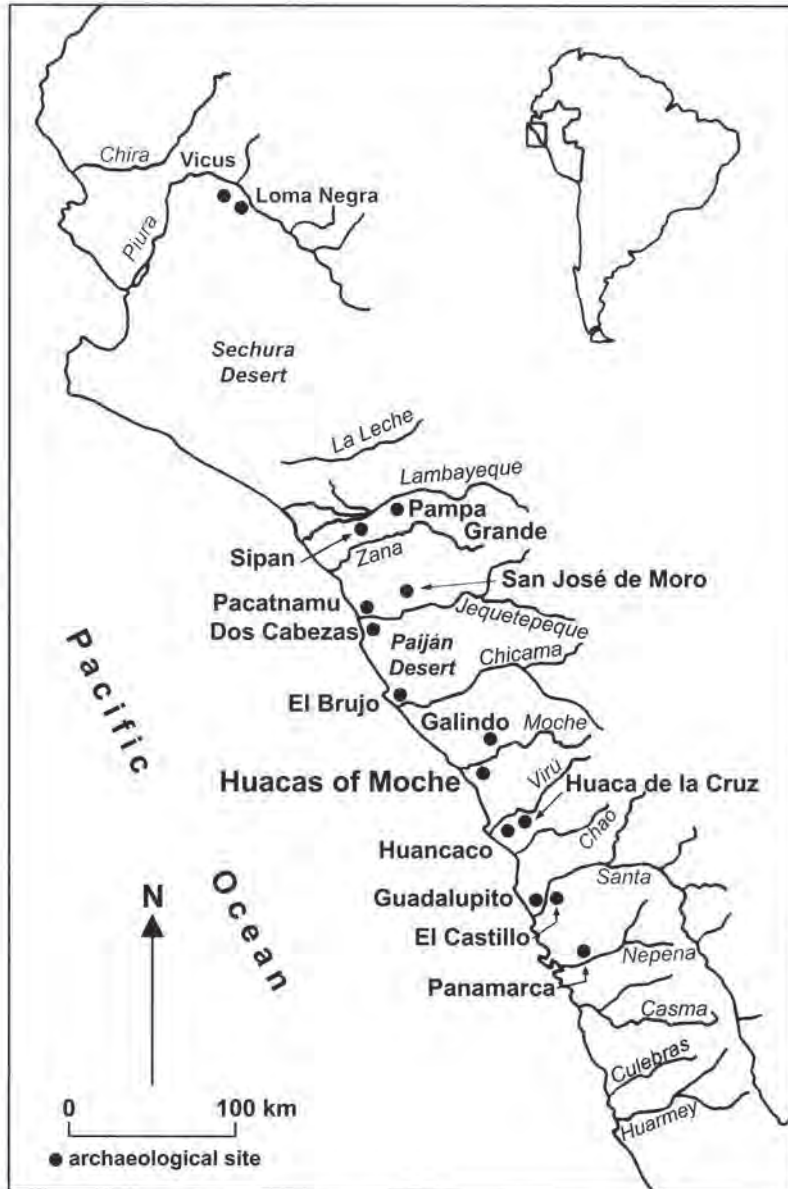 Chira
Vicus
Loma Negra
Piura
Sechura
Desert
La Leche
Lambayeque
Pampa
Grande
Sipan
Zana
San José de Moro
Pacatnamu
Dos Cabezas
Jequetepeque
Paiján
Desert
Chicama
El Brujo
Galindo
Moche
Huacas of Moche
Virú
Huaca de la Cruz
Chao
Huancaco
Santa
Guadalupito
El Castillo
Nepena
Panamarca
Casma
Culebras
Huarmey
Pacific
Ocean
N
0 100 km
archaeological site